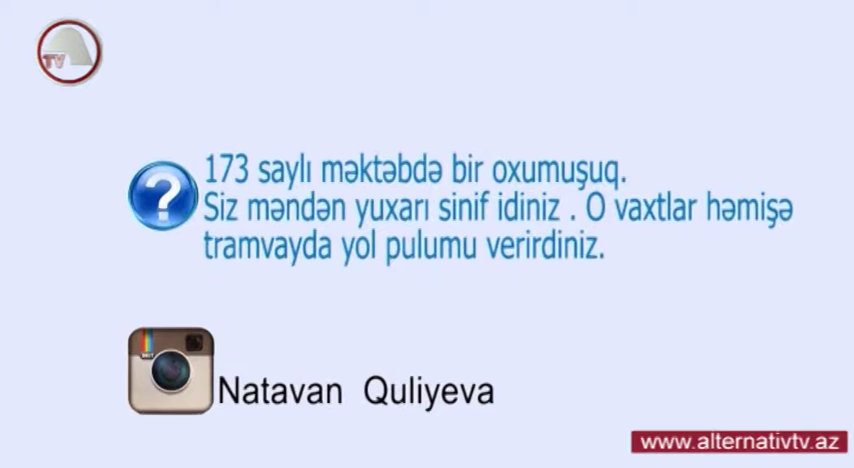 TV
173 saylı məktəbdə bir oxumuşuq.
Siz məndən yuxarı sinif idiniz . O vaxtlar həmişə
tramvayda yol pulumu verirdiniz.
Natavan Quliyeva
www.alternativtv.az